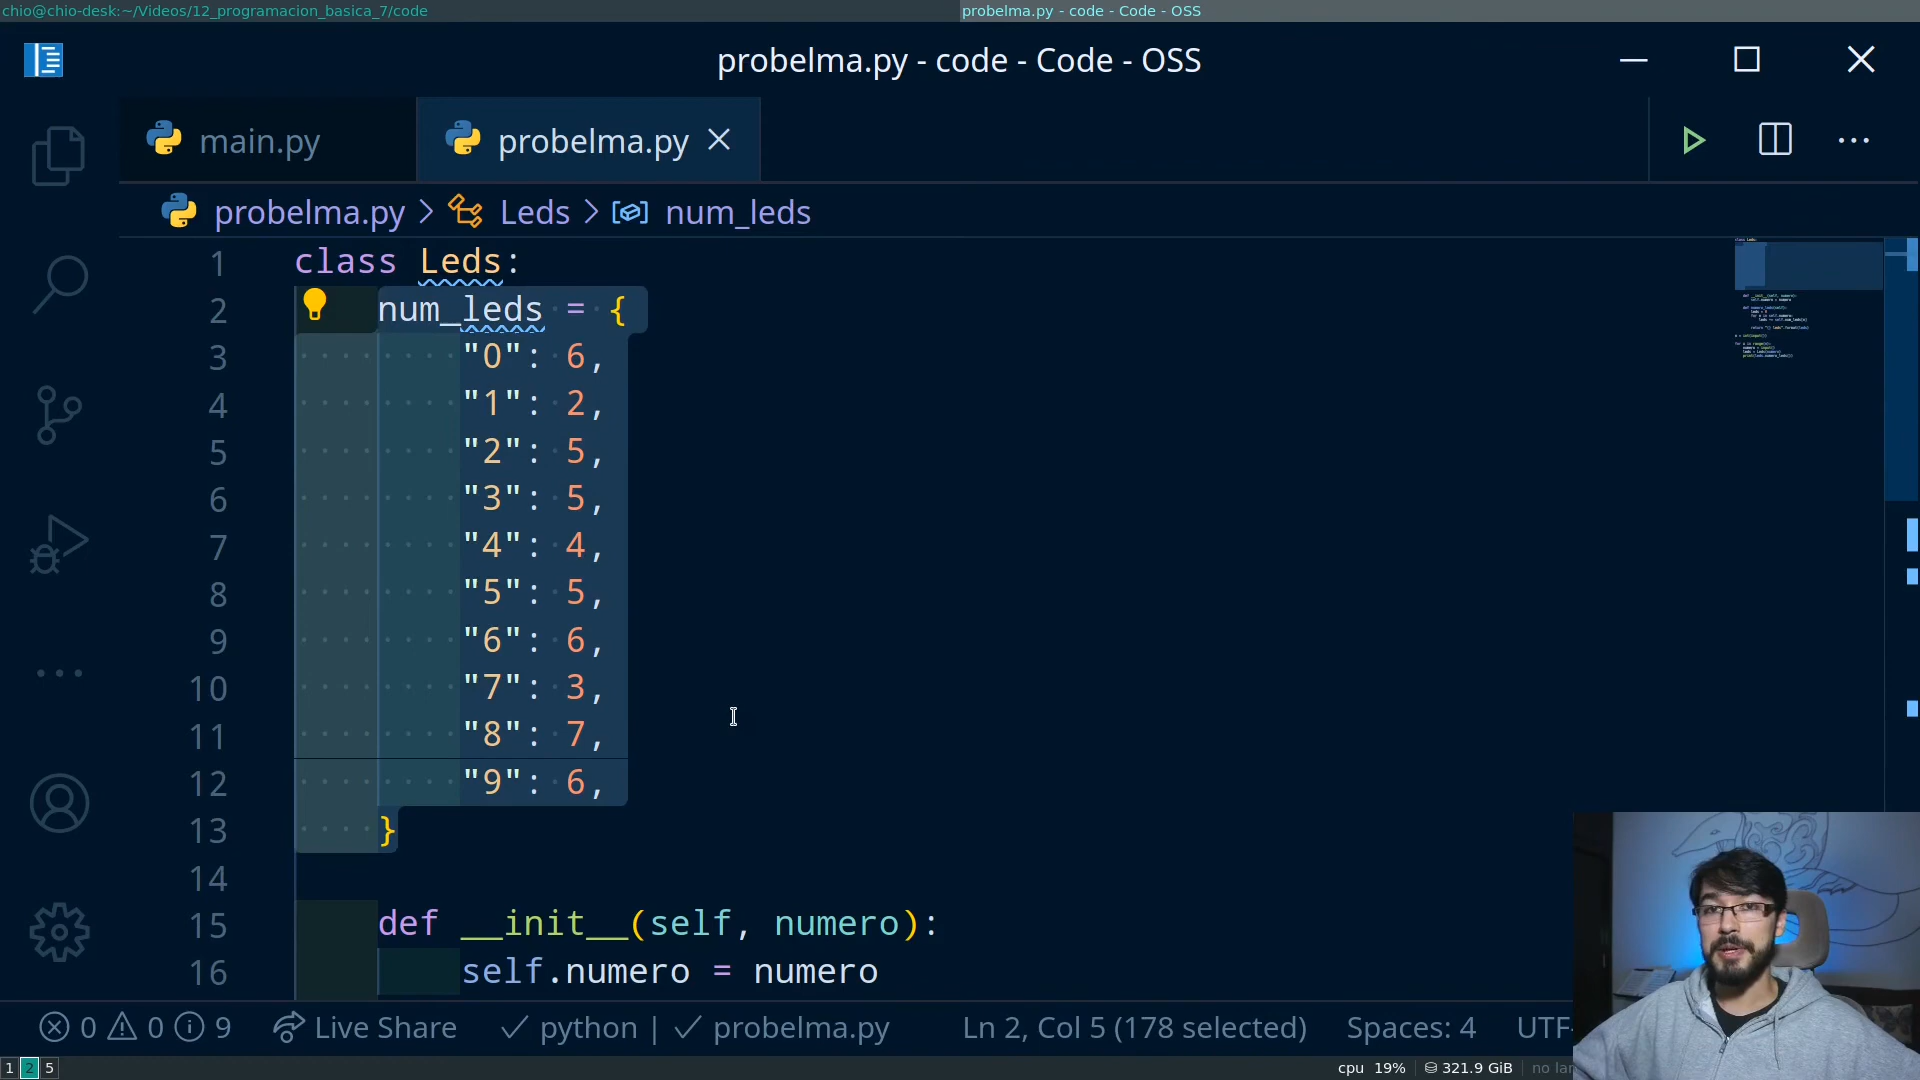 chio@chio-desk:~/Videos/12_programacion_basica_7/code
probelma.py - code - Code - OSS
probelma.py - code - Code - OSS
main.py
probelma.py
probelma.py > Leds > num_leds
1 class Leds:
2 num_leds = {
3 "0": 6,
4 "1": 2,
5 "2": 5,
6 "3": 5,
7 "4": 4,
8 "5": 5,
9 "6": 6,
10 "7": 3,
11 "8": 7,
12 "9": 6,
13 }
14
15 def __init__(self, numero):
16 self.numero = numero
0 0 9 Live Share python | probelma.py Ln 2, Col 5 (178 selected) Spaces: 4 UTF-
1 2 5 cpu 19% 321.9 GiB no lan